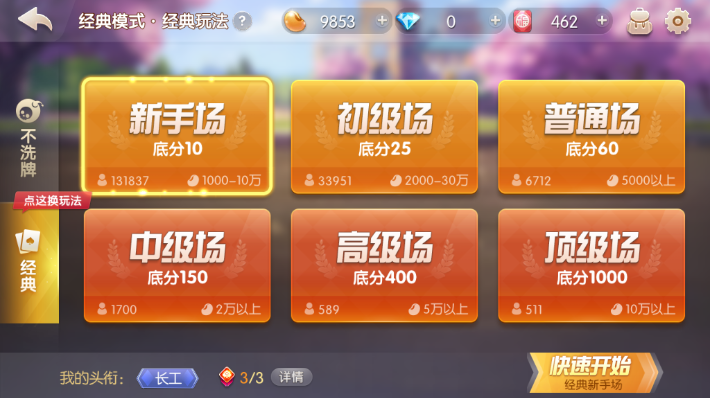 经典模式·经典玩法 ? 9853 + 0 + 462 +
不洗牌
点这换玩法
经典
新手场
底分10
131837 1000-10万
初级场
底分25
33951 2000-30万
普通场
底分60
6712 5000以上
中级场
底分150
1700 2万以上
高级场
底分400
589 5万以上
顶级场
底分1000
511 10万以上
我的头衔: 长工 3/3 详情
快速开始
经典新手场